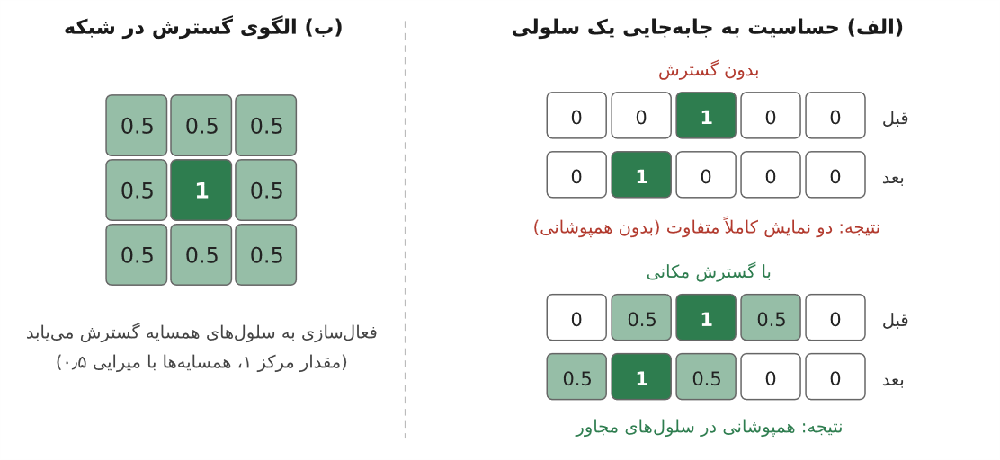 (الف) حساسیت به جابه‌جایی یک سلولی
بدون گسترش
قبل
0 0 1 0 0
بعد
0 1 0 0 0
نتیجه: دو نمایش کاملاً متفاوت (بدون همپوشانی)
با گسترش مکانی
قبل
0 0.5 1 0.5 0
بعد
0.5 1 0.5 0 0
نتیجه: همپوشانی در سلول‌های مجاور
(ب) الگوی گسترش در شبکه
0.5 0.5 0.5
0.5 1 0.5
0.5 0.5 0.5
فعال‌سازی به سلول‌های همسایه گسترش می‌یابد
(مقدار مرکز ۱، همسایه‌ها با میرایی ۰٫۵)